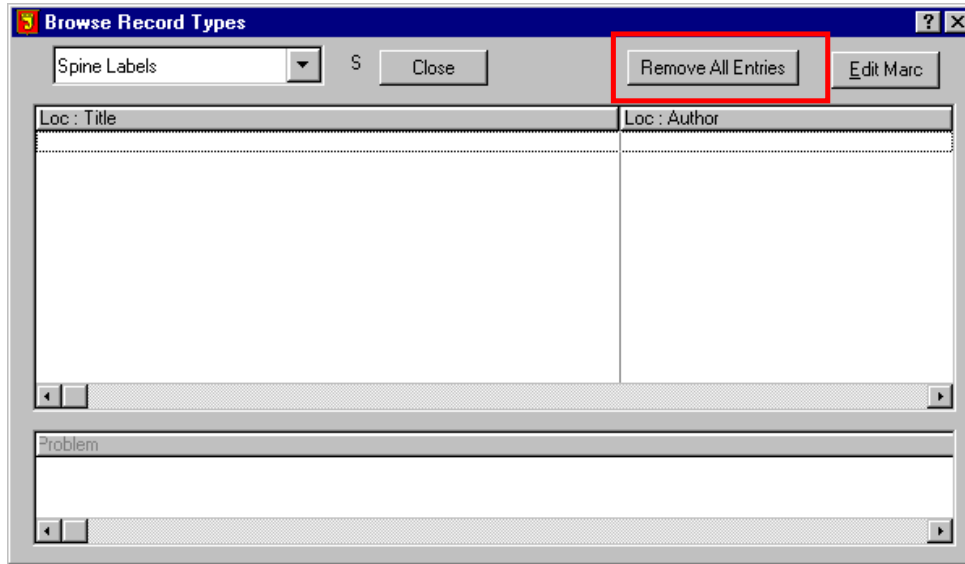 Browse Record Types
Spine Labels S Close Remove All Entries Edit Marc
Loc : Title Loc : Author
Problem